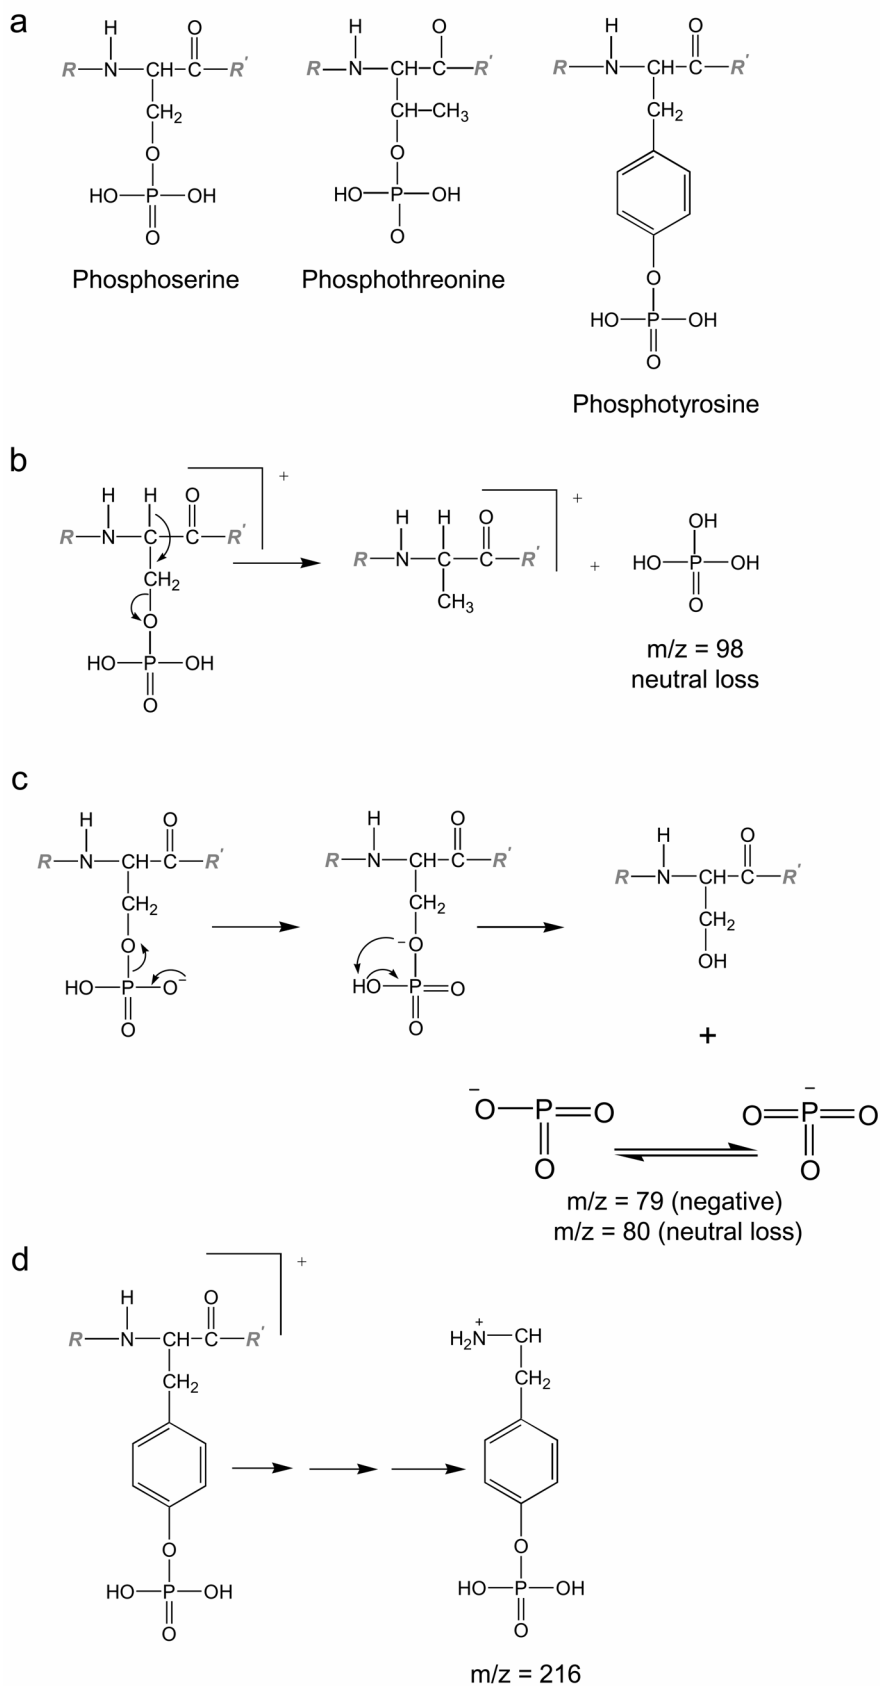 a
H O
R N CH C R'
CH2
O
HO P OH
O
Phosphoserine
H O
R N CH C R'
CH CH3
O
HO P OH
O
Phosphothreonine
H O
R N CH C R'
CH2
O
HO P OH
O
Phosphotyrosine
b
+
H H O
R N C C R'
CH2
O
HO P OH
O
+
H H O
R N C C R'
CH3
+
OH
HO P OH
O
m/z = 98
neutral loss
c
H O
R N CH C R'
CH2
O
HO P O−
O
H O
R N CH C R'
CH2
−O
HO P O
O
H O
R N CH C R'
CH2
OH
+
−
O P O
O
−
O P O
O
m/z = 79 (negative)
m/z = 80 (neutral loss)
d
+
H O
R N CH C R'
CH2
O
HO P OH
O
+
H2N CH
CH2
O
HO P OH
O
m/z = 216